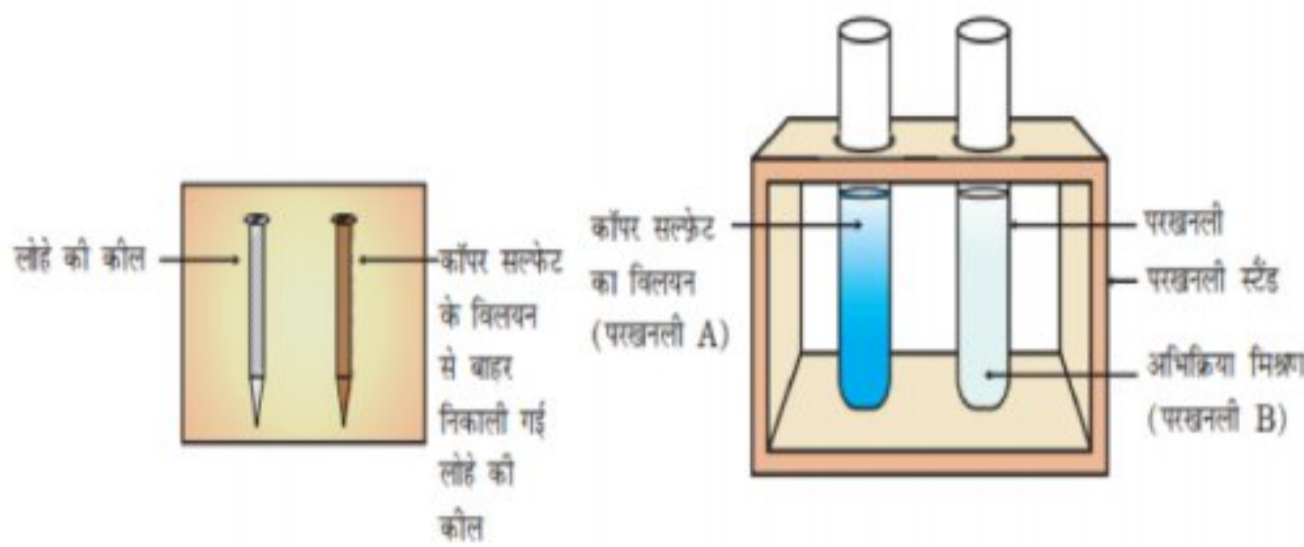 लोहे की कील
कॉपर सल्फेट
के विलयन
से बाहर
निकाली गई
लोहे की
कील
कॉपर सल्फ़ेट
का विलयन
(परखनली A)
परखनली
परखनली स्टैंड
अभिक्रिया मिश्रण
(परखनली B)